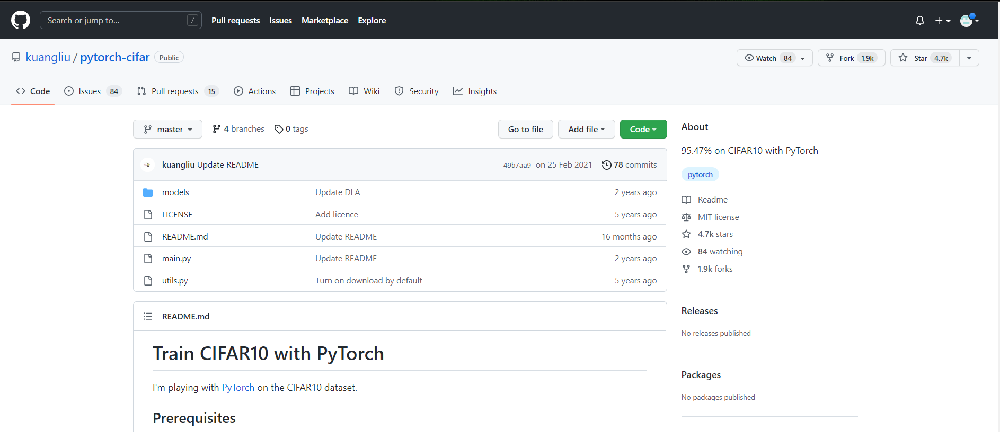 Search or jump to... / Pull requests Issues Marketplace Explore
kuangliu / pytorch-cifar Public Watch 84 Fork 1.9k Star 4.7k
Code Issues 84 Pull requests 15 Actions Projects Wiki Security Insights
master 4 branches 0 tags Go to file Add file Code
kuangliu Update README 49b7aa9 on 25 Feb 2021 78 commits
models Update DLA 2 years ago
LICENSE Add licence 5 years ago
README.md Update README 16 months ago
main.py Update README 2 years ago
utils.py Turn on download by default 5 years ago
README.md
Train CIFAR10 with PyTorch
I'm playing with PyTorch on the CIFAR10 dataset.
Prerequisites
About
95.47% on CIFAR10 with PyTorch
pytorch
Readme
MIT license
4.7k stars
84 watching
1.9k forks
Releases
No releases published
Packages
No packages published